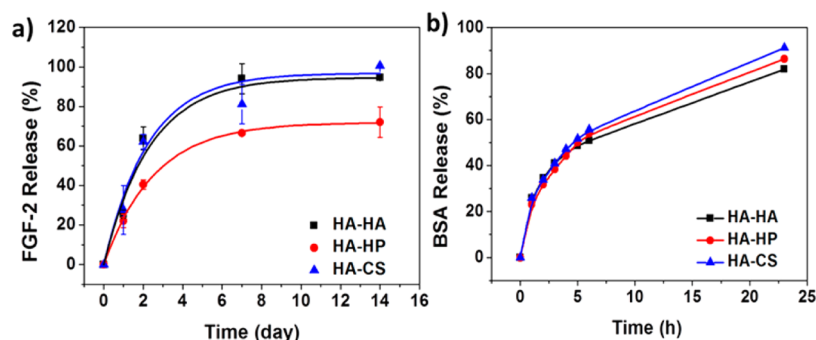 a)
FGF-2 Release (%)
120
100
80
60
40
20
0
0 2 4 6 8 10 12 14 16
Time (day)
HA-HA
HA-HP
HA-CS
b)
BSA Release (%)
100
80
60
40
20
0
0 5 10 15 20 25
Time (h)
HA-HA
HA-HP
HA-CS